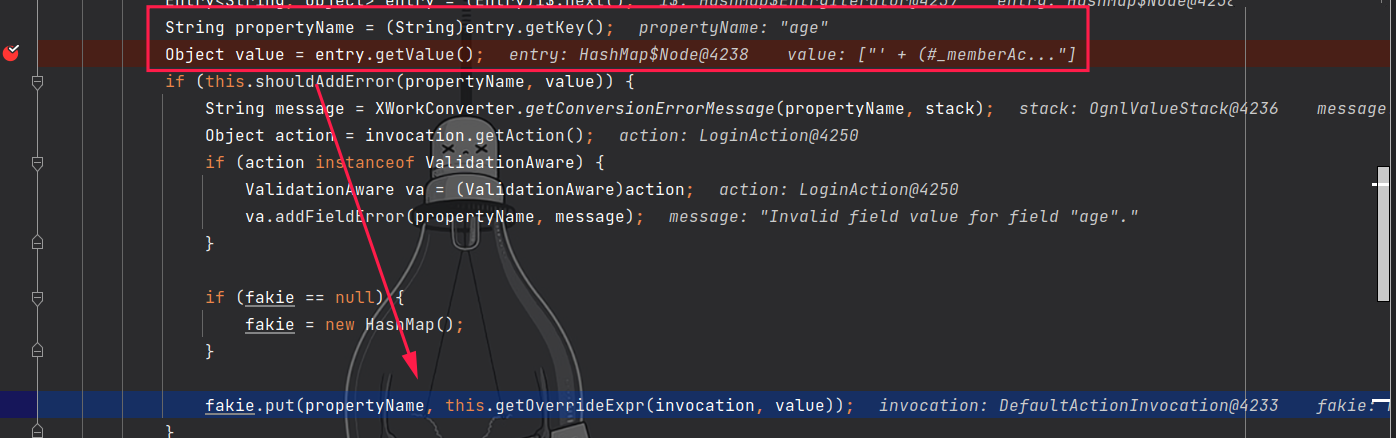 Entry<String, Object> entry = (Entry)i$.next(); i$: HashMap$EntryIterator@4237 entry: HashMap$Node@4238
String propertyName = (String)entry.getKey(); propertyName: "age"
Object value = entry.getValue(); entry: HashMap$Node@4238 value: ["' + (#_memberAc..."]
if (this.shouldAddError(propertyName, value)) {
String message = XWorkConverter.getConversionErrorMessage(propertyName, stack); stack: OgnlValueStack@4236 message
Object action = invocation.getAction(); action: LoginAction@4250
if (action instanceof ValidationAware) {
ValidationAware va = (ValidationAware)action; action: LoginAction@4250
va.addFieldError(propertyName, message); message: "Invalid field value for field "age"."
}
if (fakie == null) {
fakie = new HashMap();
}
fakie.put(propertyName, this.getOverrideExpr(invocation, value)); invocation: DefaultActionInvocation@4233 fakie:
}